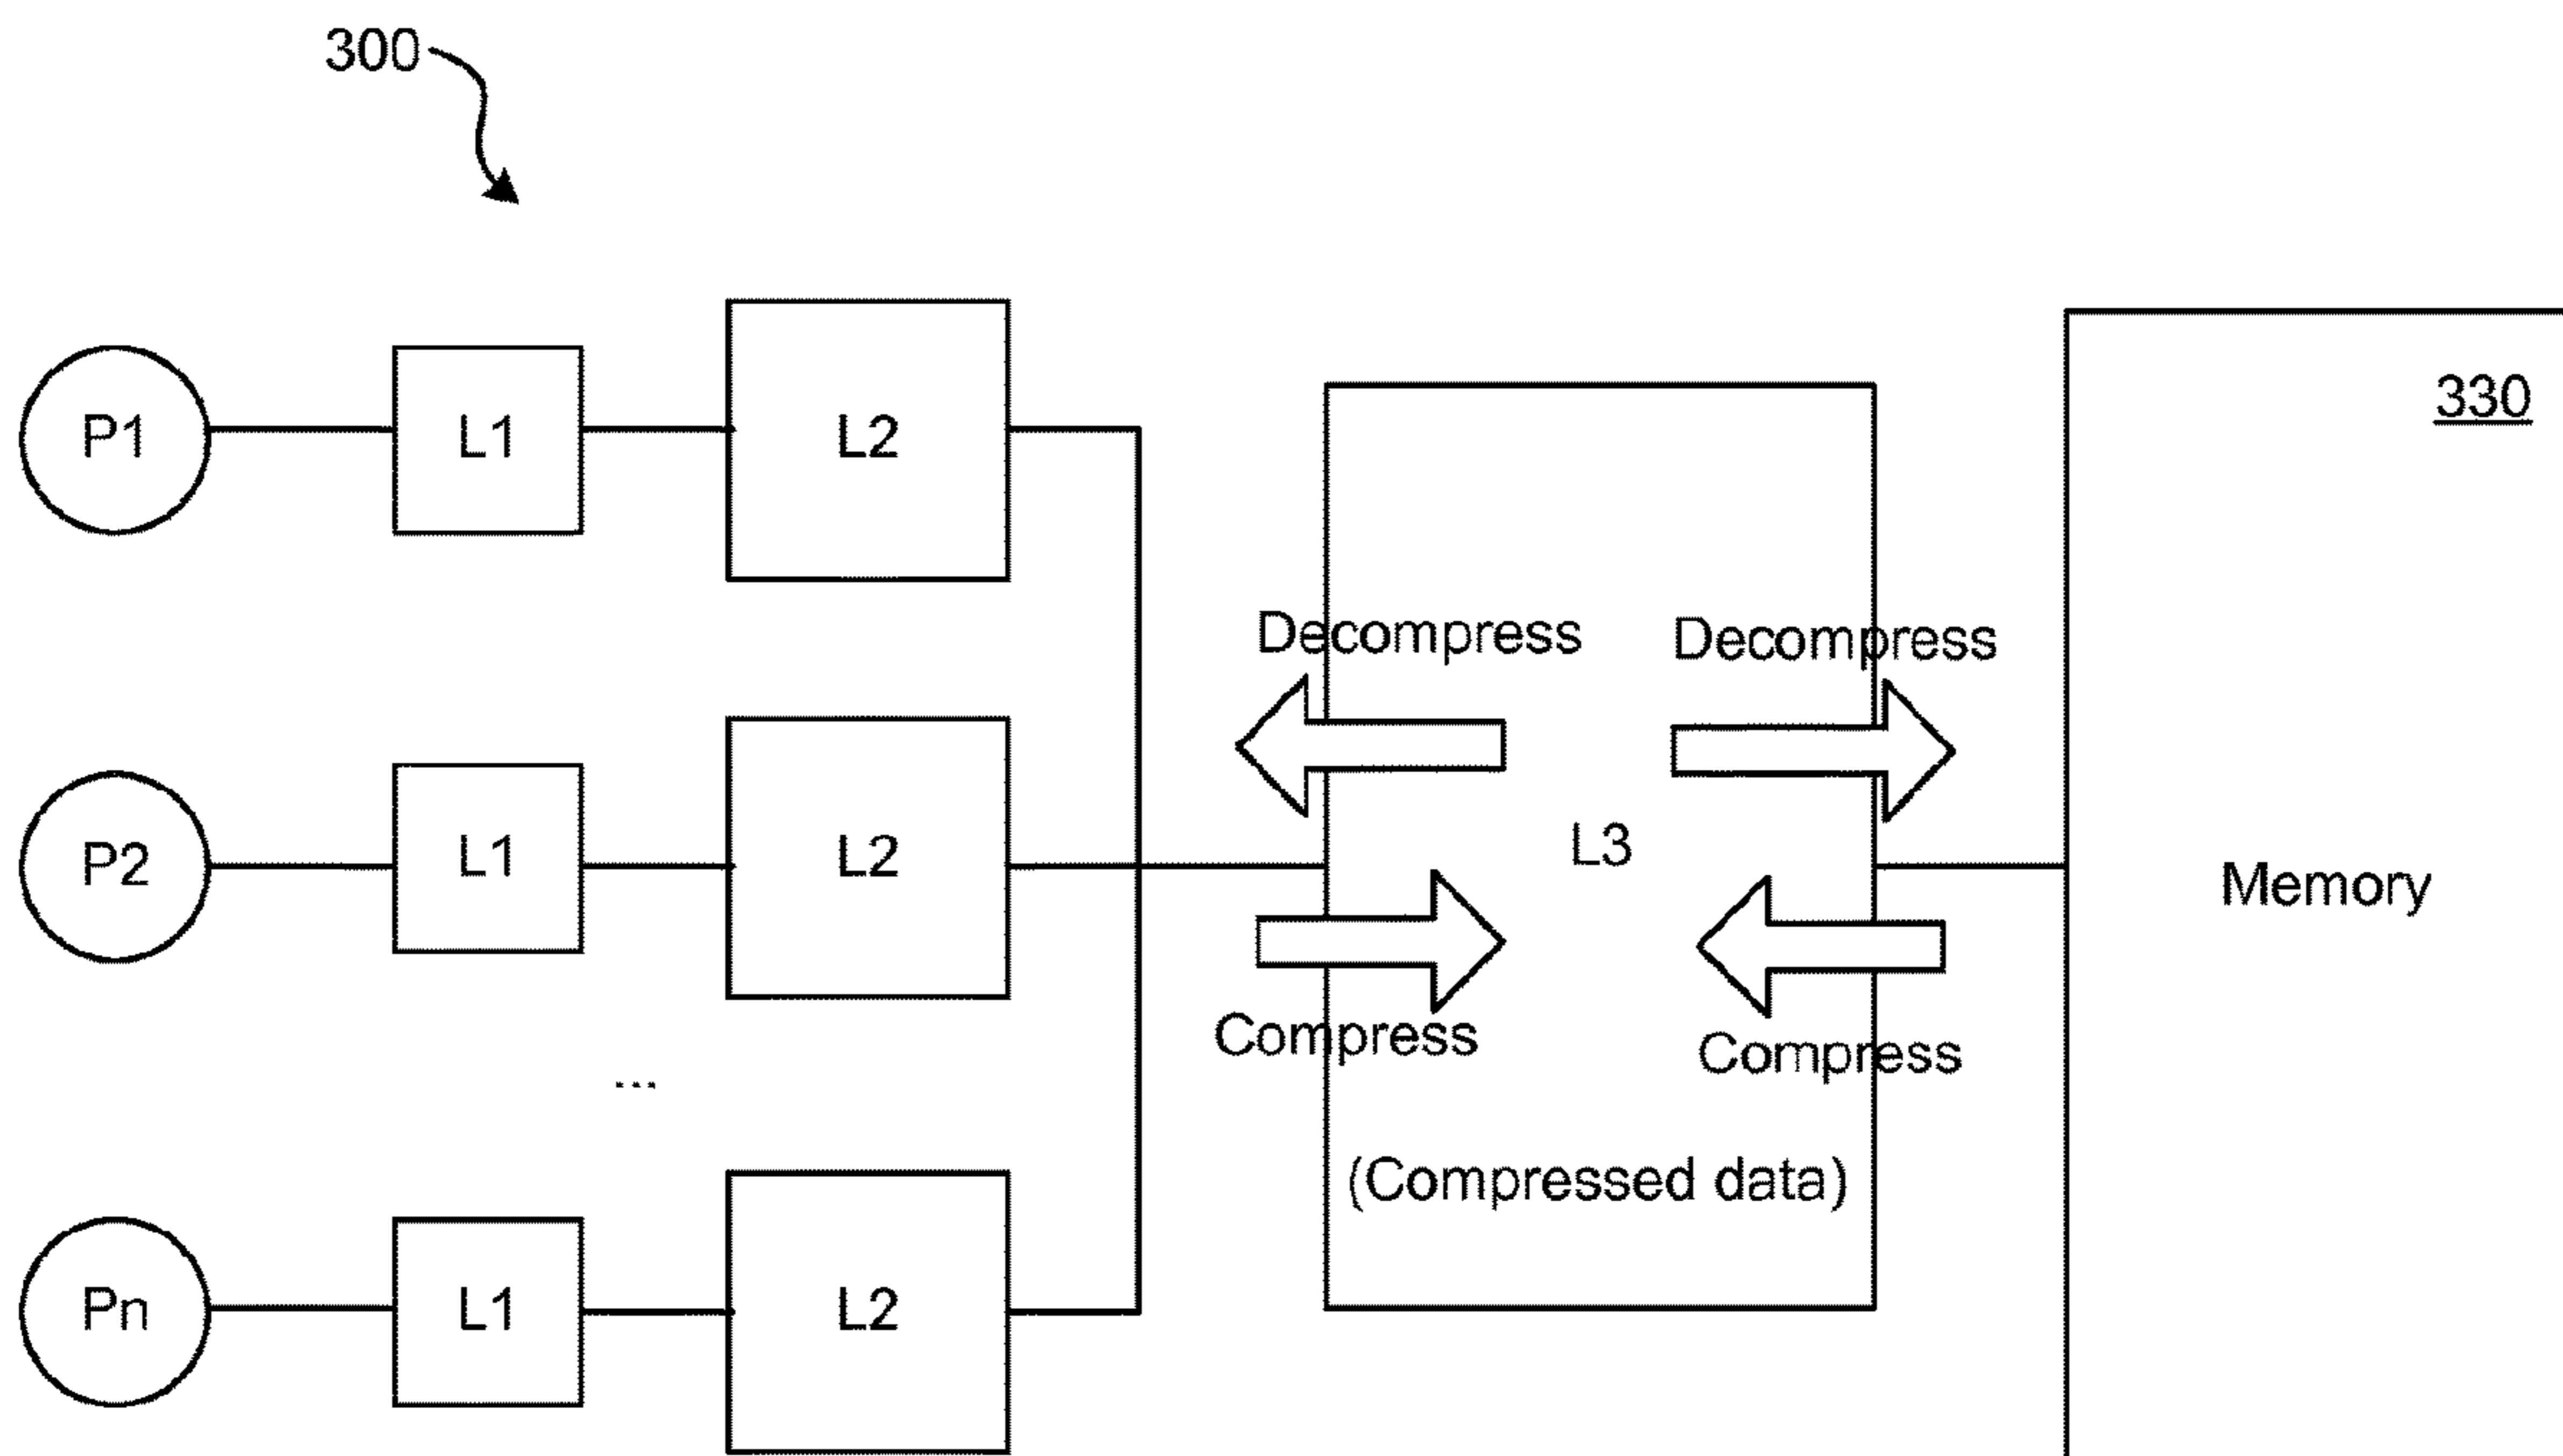 300
330
P1
L1
L2
Decompress
Decompress
P2
L1
L2
L3
Memory
Compress
Compress
...
(Compressed data)
Pn
L1
L2